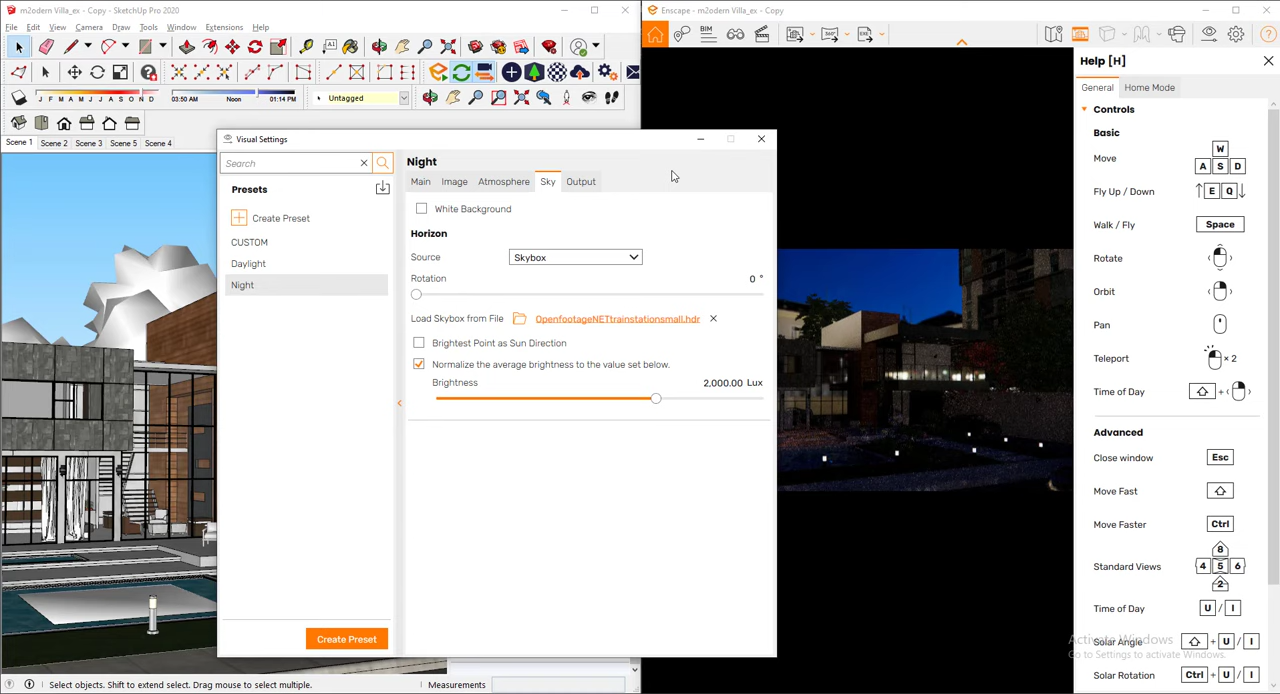 m2odern Villa_ex - Copy - SketchUp Pro 2020
File Edit View Camera Draw Tools Window Extensions Help
J F M A M J J A S O N D 03:50 AM Noon 01:14 PM
Untagged
Scene 1 Scene 2 Scene 3 Scene 5 Scene 4
Visual Settings
Search
Presets
Create Preset
CUSTOM
Daylight
Night
Create Preset
Night
Main Image Atmosphere Sky Output
White Background
Horizon
Source Skybox
Rotation 0 °
Load Skybox from File OpenfootageNETtrainstationsmall.hdr
Brightest Point as Sun Direction
Normalize the average brightness to the value set below.
Brightness 2,000.00 Lux
Select objects. Shift to extend select. Drag mouse to select multiple. Measurements
Enscape - m2odern Villa_ex - Copy
BIM
360° EXE
Help [H]
General Home Mode
Controls
Basic
Move W A S D
Fly Up / Down E Q
Walk / Fly Space
Rotate
Orbit
Pan
Teleport × 2
Time of Day +
Advanced
Close window Esc
Move Fast
Move Faster Ctrl
Standard Views 8 4 5 6 2
Time of Day U / I
Solar Angle + U / I
Solar Rotation Ctrl + U / I
Activate Windows
Go to Settings to activate Windows.